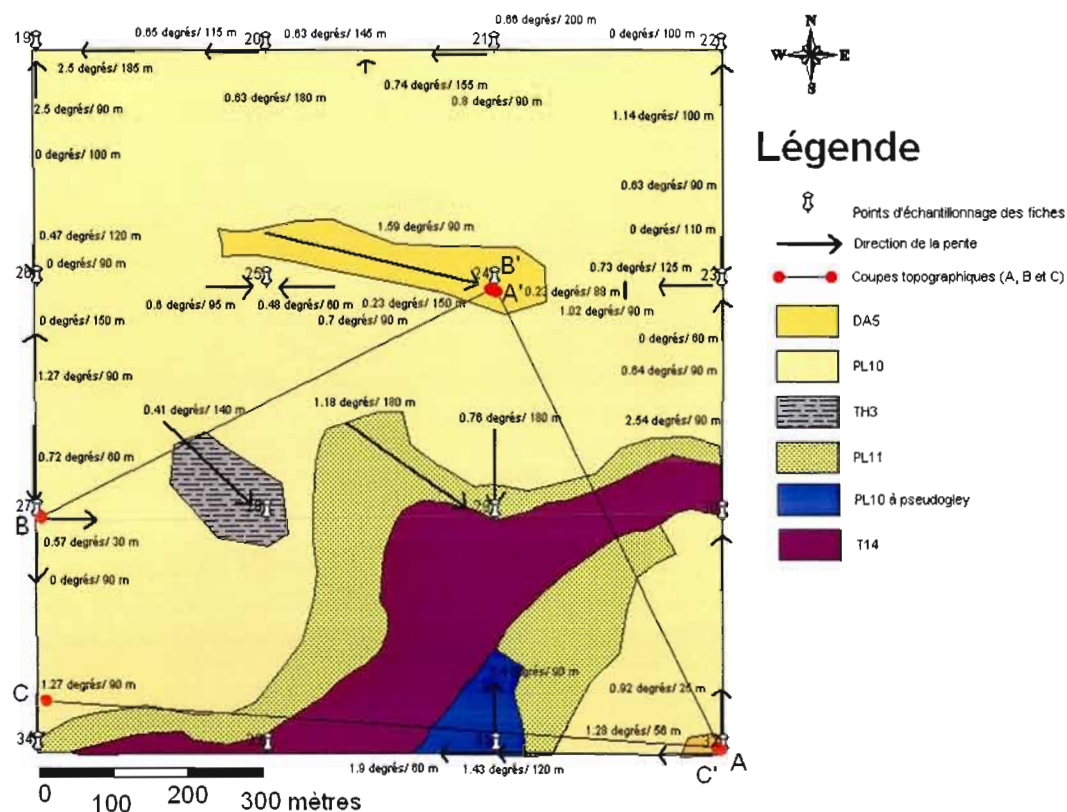 0.66 degrés/ 200 m
0.65 degrés/ 115 m
0.63 degrés/ 145 m
0 degrés/ 100 m
19
20
21
22
N
W
E
S
2.5 degrés/ 185 m
0.74 degrés/ 155 m
0.63 degrés/ 180 m
0.8 degrés/ 90 m
2.5 degrés/ 90 m
1.14 degrés/ 100 m
0 degrés/ 100 m
0.63 degrés/ 90 m
Légende
Points d'échantillonnage des fiches
Direction de la pente
Coupes topographiques (A, B et C)
DA5
PL10
TH3
PL11
PL10 à pseudogley
T14
1.59 degrés/ 90 m
0.47 degrés/ 120 m
0 degrés/ 110 m
0 degrés/ 90 m
0.73 degrés/ 125 m
25
24
23
B'
A'
0.6 degrés/ 95 m
0.48 degrés/ 60 m
0.23 degrés/ 150 m
0.23 degrés/ 88 m
0.7 degrés/ 90 m
1.02 degrés/ 90 m
0 degrés/ 150 m
0 degrés/ 60 m
1.27 degrés/ 90 m
0.64 degrés/ 90 m
0.41 degrés/ 140 m
1.18 degrés/ 180 m
0.76 degrés/ 180 m
2.54 degrés/ 90 m
0.72 degrés/ 60 m
27
B
0.57 degrés/ 30 m
0 degrés/ 90 m
C
1.27 degrés/ 90 m
degrés/ 90 m
0.92 degrés/ 25 m
1.28 degrés/ 56 m
34
C'
A
1.9 degrés/ 60 m
1.43 degrés/ 120 m
0
100
200
300 mètres